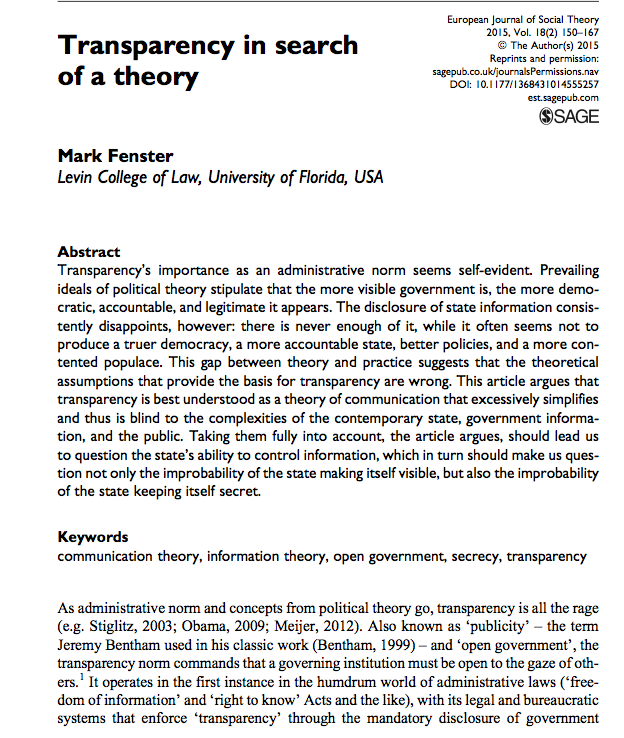 Transparency in search
of a theory
European Journal of Social Theory
2015, Vol. 18(2) 150–167
© The Author(s) 2015
Reprints and permission:
sagepub.co.uk/journalsPermissions.nav
DOI: 10.1177/1368431014555257
est.sagepub.com
SAGE
Mark Fenster
Levin College of Law, University of Florida, USA
Abstract
Transparency’s importance as an administrative norm seems self-evident. Prevailing
ideals of political theory stipulate that the more visible government is, the more demo-
cratic, accountable, and legitimate it appears. The disclosure of state information consis-
tently disappoints, however: there is never enough of it, while it often seems not to
produce a truer democracy, a more accountable state, better policies, and a more con-
tented populace. This gap between theory and practice suggests that the theoretical
assumptions that provide the basis for transparency are wrong. This article argues that
transparency is best understood as a theory of communication that excessively simplifies
and thus is blind to the complexities of the contemporary state, government informa-
tion, and the public. Taking them fully into account, the article argues, should lead us
to question the state’s ability to control information, which in turn should make us ques-
tion not only the improbability of the state making itself visible, but also the improbability
of the state keeping itself secret.
Keywords
communication theory, information theory, open government, secrecy, transparency
As administrative norm and concepts from political theory go, transparency is all the rage
(e.g. Stiglitz, 2003; Obama, 2009; Meijer, 2012). Also known as ‘publicity’ – the term
Jeremy Bentham used in his classic work (Bentham, 1999) – and ‘open government’, the
transparency norm commands that a governing institution must be open to the gaze of oth-
ers.1 It operates in the first instance in the humdrum world of administrative laws (‘free-
dom of information’ and ‘right to know’ Acts and the like), with its legal and bureaucratic
systems that enforce ‘transparency’ through the mandatory disclosure of government